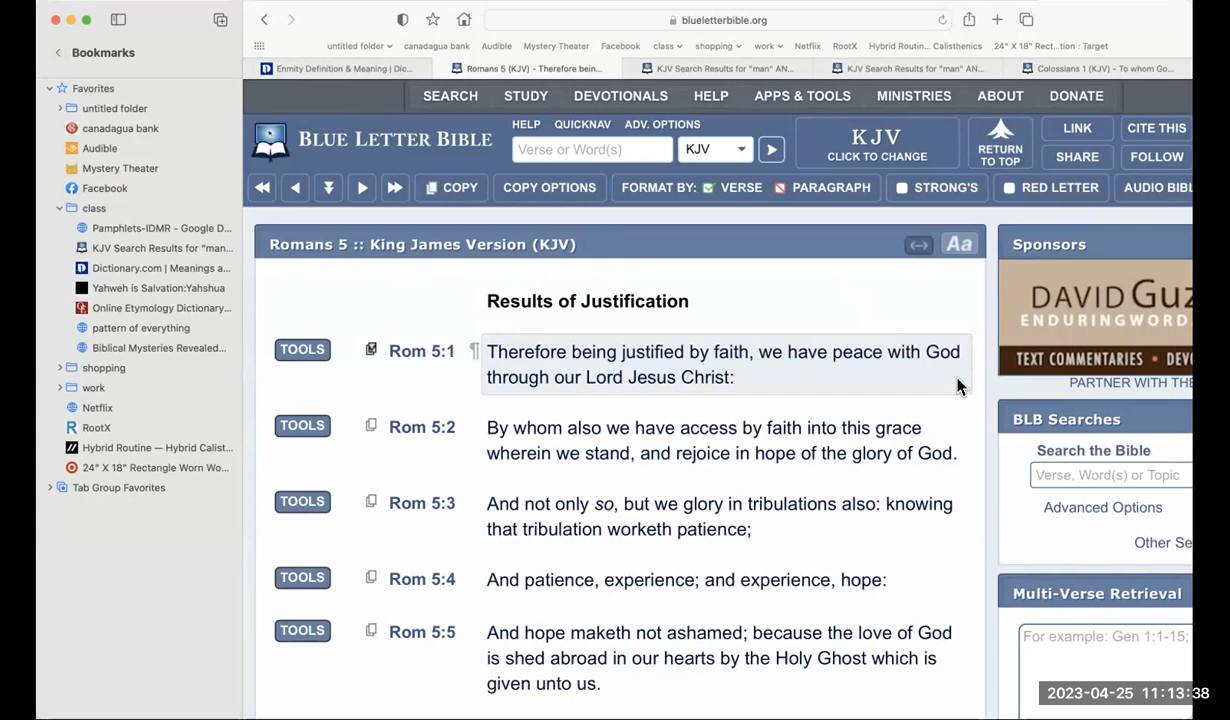 Bookmarks
Favorites
untitled folder
canadagua bank
Audible
Mystery Theater
Facebook
class
Pamphlets-IDMR - Google D...
KJV Search Results for "man...
Dictionary.com | Meanings a...
Yahweh is Salvation:Yahshua
Online Etymology Dictionary...
pattern of everything
Biblical Mysteries Revealed...
shopping
work
Netflix
RootX
Hybrid Routine — Hybrid Calist...
24" X 18" Rectangle Worn Wo...
Tab Group Favorites
blueletterbible.org
untitled folder canadagua bank Audible Mystery Theater Facebook class shopping work Netflix RootX Hybrid Routin... Calisthenics 24" X 18" Rect...tion : Target
Enmity Definition & Meaning | Dic... Romans 5 (KJV) - Therefore bein... KJV Search Results for "man" AN... KJV Search Results for "man" AN... Colossians 1 (KJV) - To whom Go...
SEARCH STUDY DEVOTIONALS HELP APPS & TOOLS MINISTRIES ABOUT DONATE
BLUE LETTER BIBLE
HELP QUICKNAV ADV. OPTIONS
Verse or Word(s) KJV
KJV
CLICK TO CHANGE
RETURN
TO TOP
LINK CITE THIS
SHARE FOLLOW
COPY COPY OPTIONS FORMAT BY: VERSE PARAGRAPH STRONG'S RED LETTER AUDIO BIBL
Romans 5 :: King James Version (KJV) Aa
Results of Justification
TOOLS Rom 5:1 ¶ Therefore being justified by faith, we have peace with God
through our Lord Jesus Christ:
TOOLS Rom 5:2 By whom also we have access by faith into this grace
wherein we stand, and rejoice in hope of the glory of God.
TOOLS Rom 5:3 And not only so, but we glory in tribulations also: knowing
that tribulation worketh patience;
TOOLS Rom 5:4 And patience, experience; and experience, hope:
TOOLS Rom 5:5 And hope maketh not ashamed; because the love of God
is shed abroad in our hearts by the Holy Ghost which is
given unto us.
Sponsors
DAVID Guz
ENDURINGWORD.
TEXT COMMENTARIES • DEVO
PARTNER WITH THE
BLB Searches
Search the Bible
Verse, Word(s) or Topic
Advanced Options
Other Se
Multi-Verse Retrieval
For example: Gen 1:1-15;
2023-04-25 11:13:38